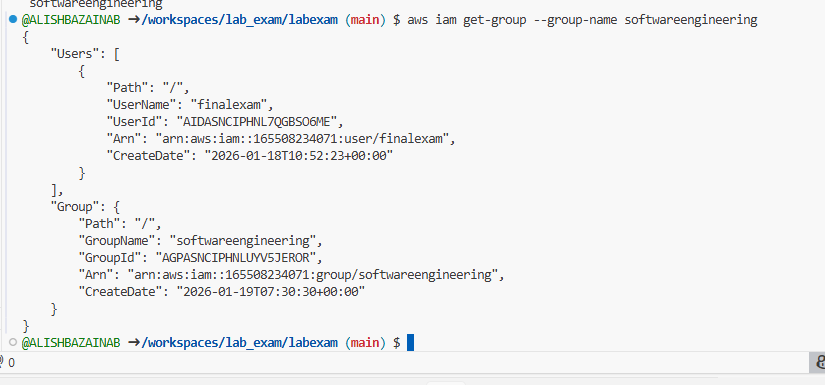 softwareengineering
@ALISHBAZAINAB ➜/workspaces/lab_exam/labexam (main) $ aws iam get-group --group-name softwareengineering
{
    "Users": [
        {
            "Path": "/",
            "UserName": "finalexam",
            "UserId": "AIDASNCIPHNL7QGBSO6ME",
            "Arn": "arn:aws:iam::165508234071:user/finalexam",
            "CreateDate": "2026-01-18T10:52:23+00:00"
        }
    ],
    "Group": {
        "Path": "/",
        "GroupName": "softwareengineering",
        "GroupId": "AGPASNCIPHNLUYV5JEROR",
        "Arn": "arn:aws:iam::165508234071:group/softwareengineering",
        "CreateDate": "2026-01-19T07:30:30+00:00"
    }
}
@ALISHBAZAINAB ➜/workspaces/lab_exam/labexam (main) $
0